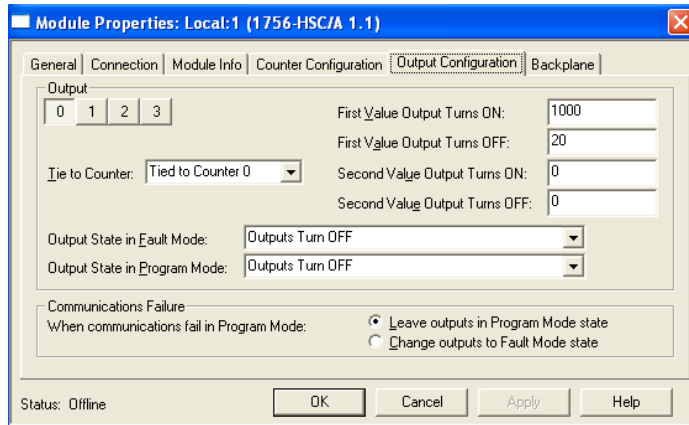 Module Properties: Local:1 (1756-HSC/A 1.1)
General Connection Module Info Counter Configuration Output Configuration Backplane
Output
0 1 2 3
First Value Output Turns ON: 1000
First Value Output Turns OFF: 20
Tie to Counter: Tied to Counter 0
Second Value Output Turns ON: 0
Second Value Output Turns OFF: 0
Output State in Fault Mode: Outputs Turn OFF
Output State in Program Mode: Outputs Turn OFF
Communications Failure
When communications fail in Program Mode:
Leave outputs in Program Mode state
Change outputs to Fault Mode state
Status: Offline
OK Cancel Apply Help